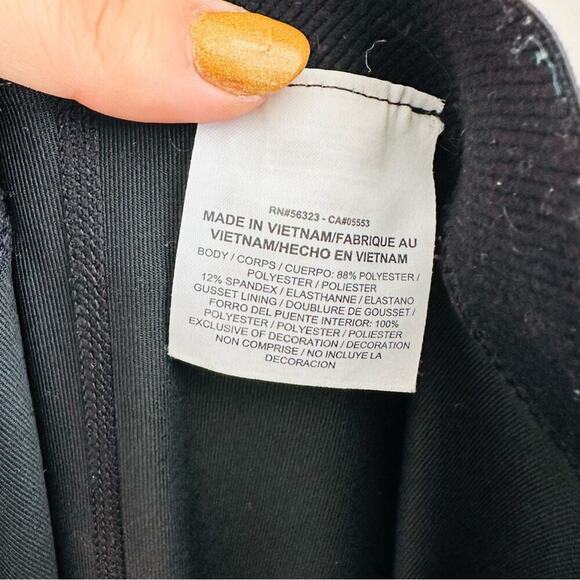 RN#56323 - CA#05553
MADE IN VIETNAM/FABRIQUE AU
VIETNAM/HECHO EN VIETNAM
BODY / CORPS / CUERPO: 88% POLYESTER /
POLYESTER / POLIESTER
12% SPANDEX / ELASTHANNE / ELASTANO
GUSSET LINING / DOUBLURE DE GOUSSET /
FORRO DEL PUENTE INTERIOR: 100%
POLYESTER / POLYESTER / POLIESTER
EXCLUSIVE OF DECORATION / DECORATION
NON COMPRISE / NO INCLUYE LA
DECORACION